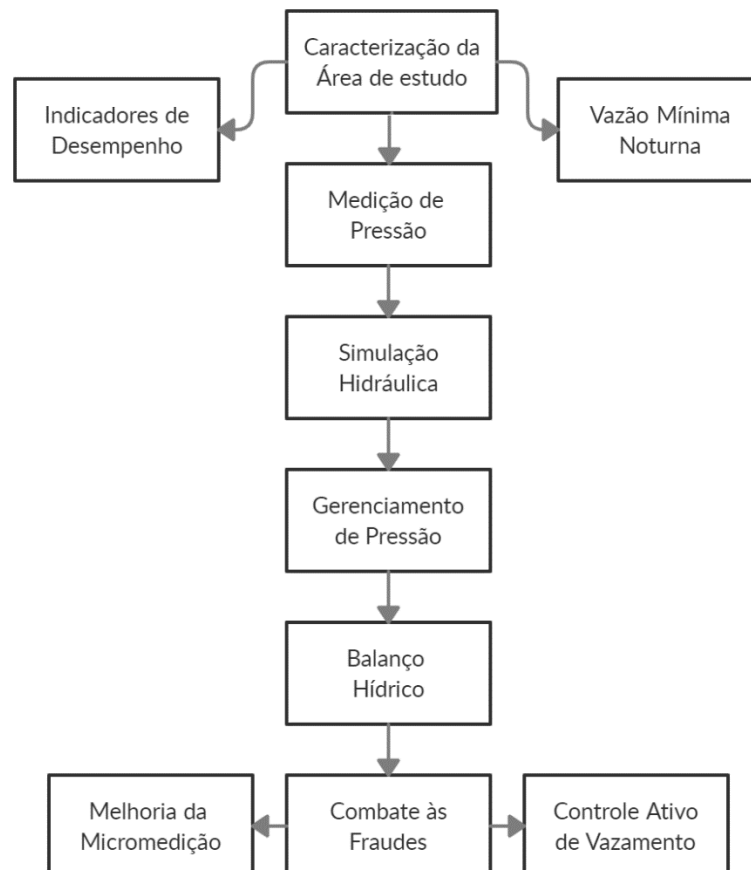 Caracterização da
Área de estudo
Indicadores de
Desempenho
Vazão Mínima
Noturna
Medição de
Pressão
Simulação
Hidráulica
Gerenciamento
de Pressão
Balanço
Hídrico
Melhoria da
Micromedição
Combate às
Fraudes
Controle Ativo
de Vazamento